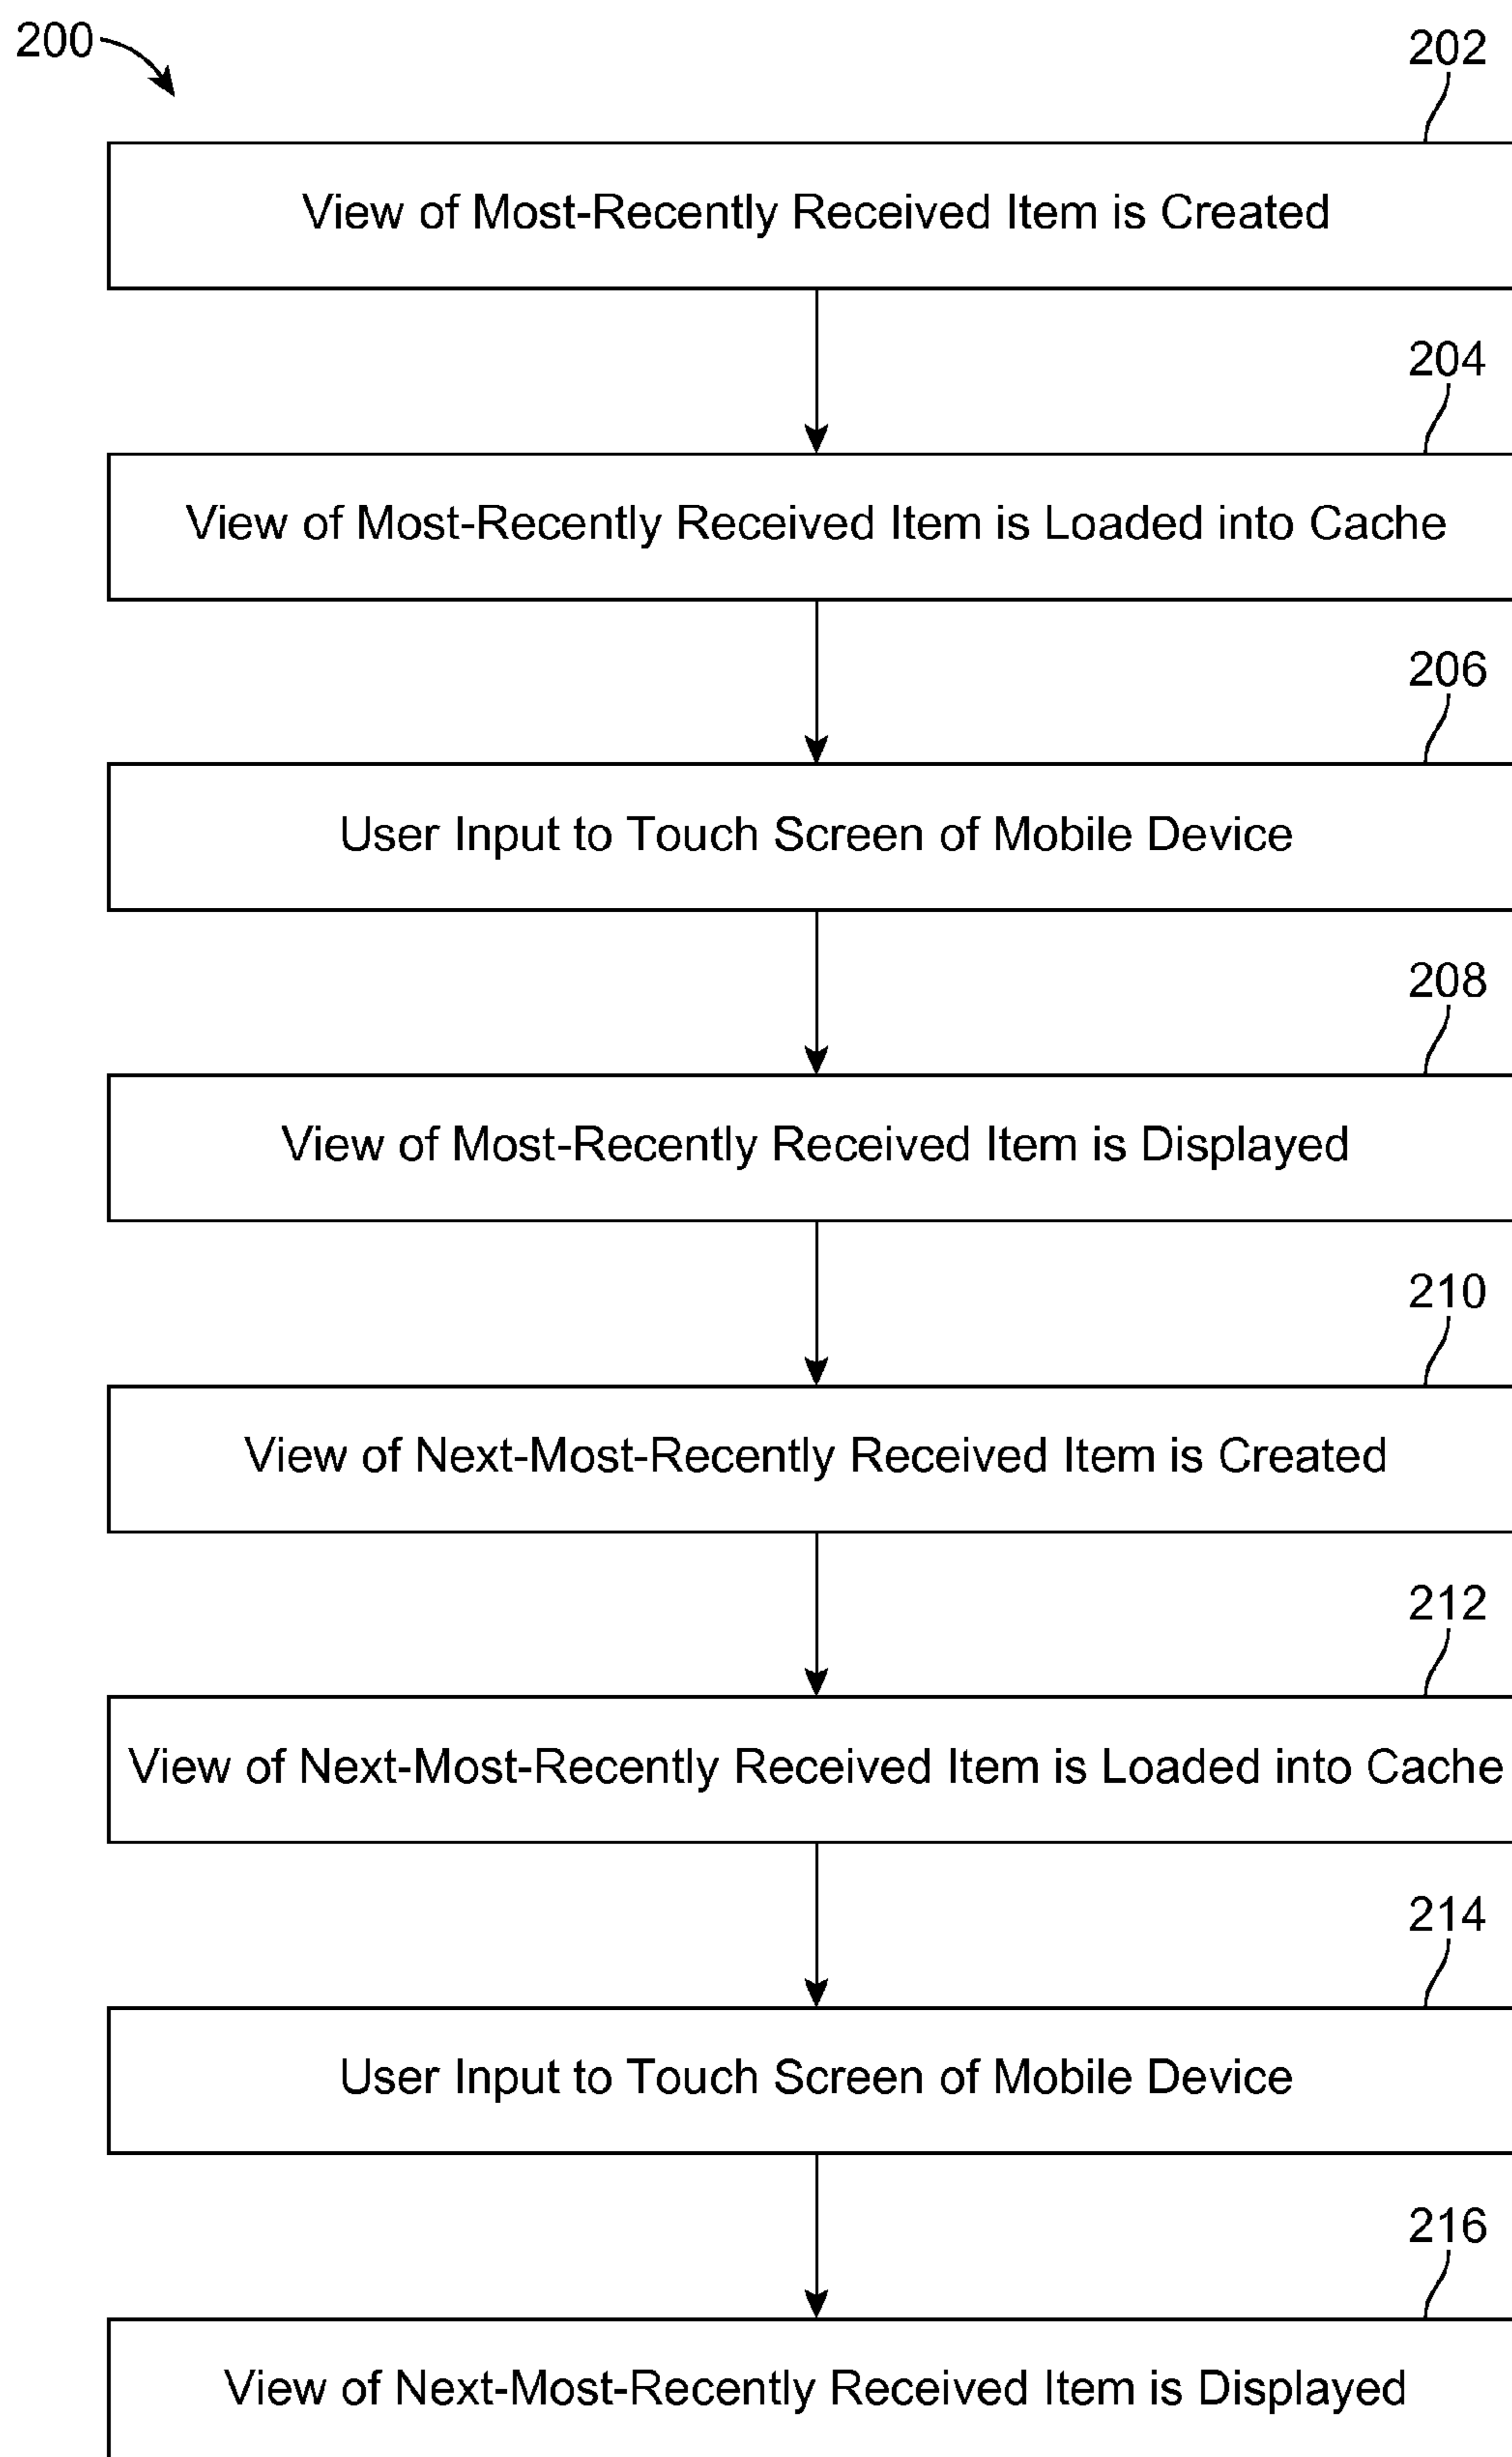 200
202
View of Most-Recently Received Item is Created
204
View of Most-Recently Received Item is Loaded into Cache
206
User Input to Touch Screen of Mobile Device
208
View of Most-Recently Received Item is Displayed
210
View of Next-Most-Recently Received Item is Created
212
View of Next-Most-Recently Received Item is Loaded into Cache
214
User Input to Touch Screen of Mobile Device
216
View of Next-Most-Recently Received Item is Displayed